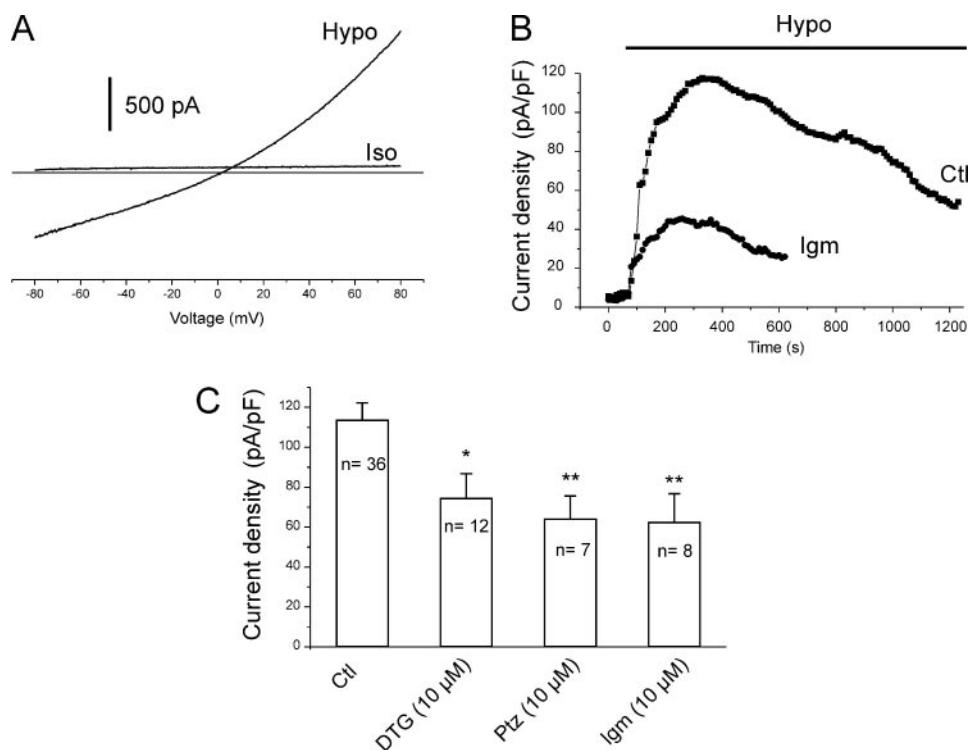 A
Hypo
500 pA
Iso
-80 -60 -40 -20 0 20 40 60 80
Voltage (mV)
B
Hypo
Current density (pA/pF)
120
100
80
60
40
20
0
Ctl
Igm
0 200 400 600 800 1000 1200
Time (s)
C
Current density (pA/pF)
120
100
80
60
40
20
0
n= 36
*
n= 12
**
n= 7
**
n= 8
Ctl
DTG (10 µM)
Ptz (10 µM)
Igm (10 µM)